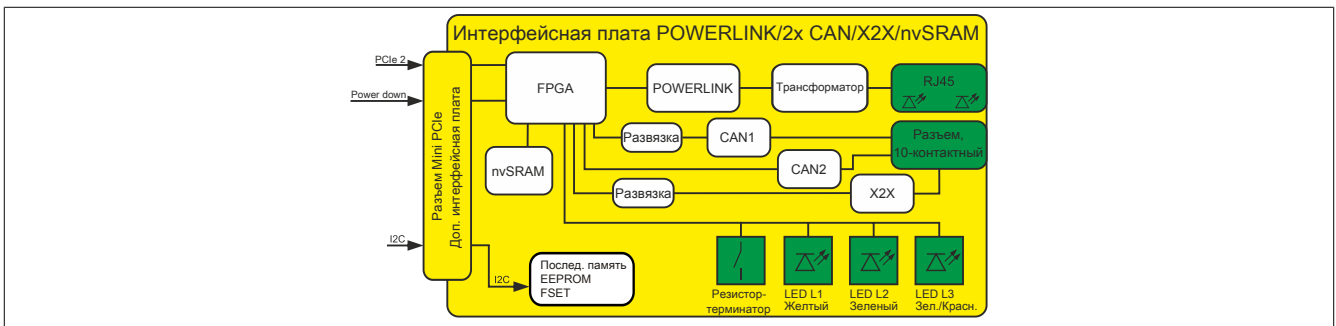 Интерфейсная плата POWERLINK/2x CAN/X2X/nvSRAM
PCIe 2
Power down
I2C
Разъем Mini PCIe
Доп. интерфейсная плата
FPGA
POWERLINK
Трансформатор
RJ45
Развязка
CAN1
Разъем,
10-контактный
nvSRAM
CAN2
Развязка
X2X
I2C
Послед. память
EEPROM
FSET
Резистор-
терминатор
LED L1
Желтый
LED L2
Зеленый
LED L3
Зел./Красн.